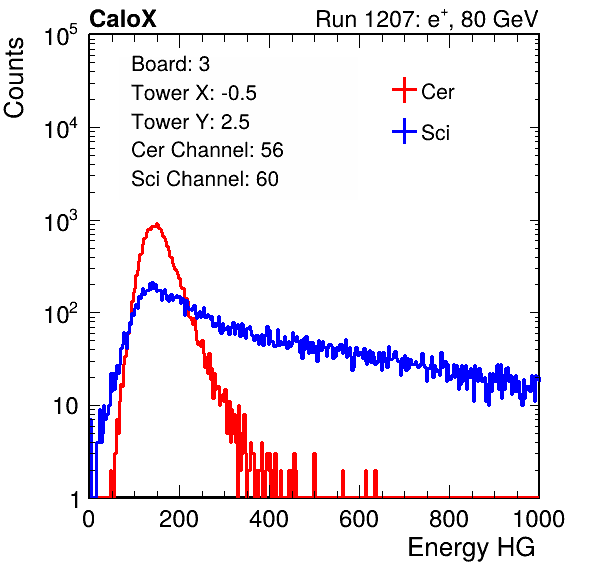 CaloX Run 1207: e⁺, 80 GeV
Counts
10⁵
10⁴
10³
10²
10
1
Board: 3
Tower X: -0.5
Tower Y: 2.5
Cer Channel: 56
Sci Channel: 60
Cer
Sci
0 200 400 600 800 1000
Energy HG